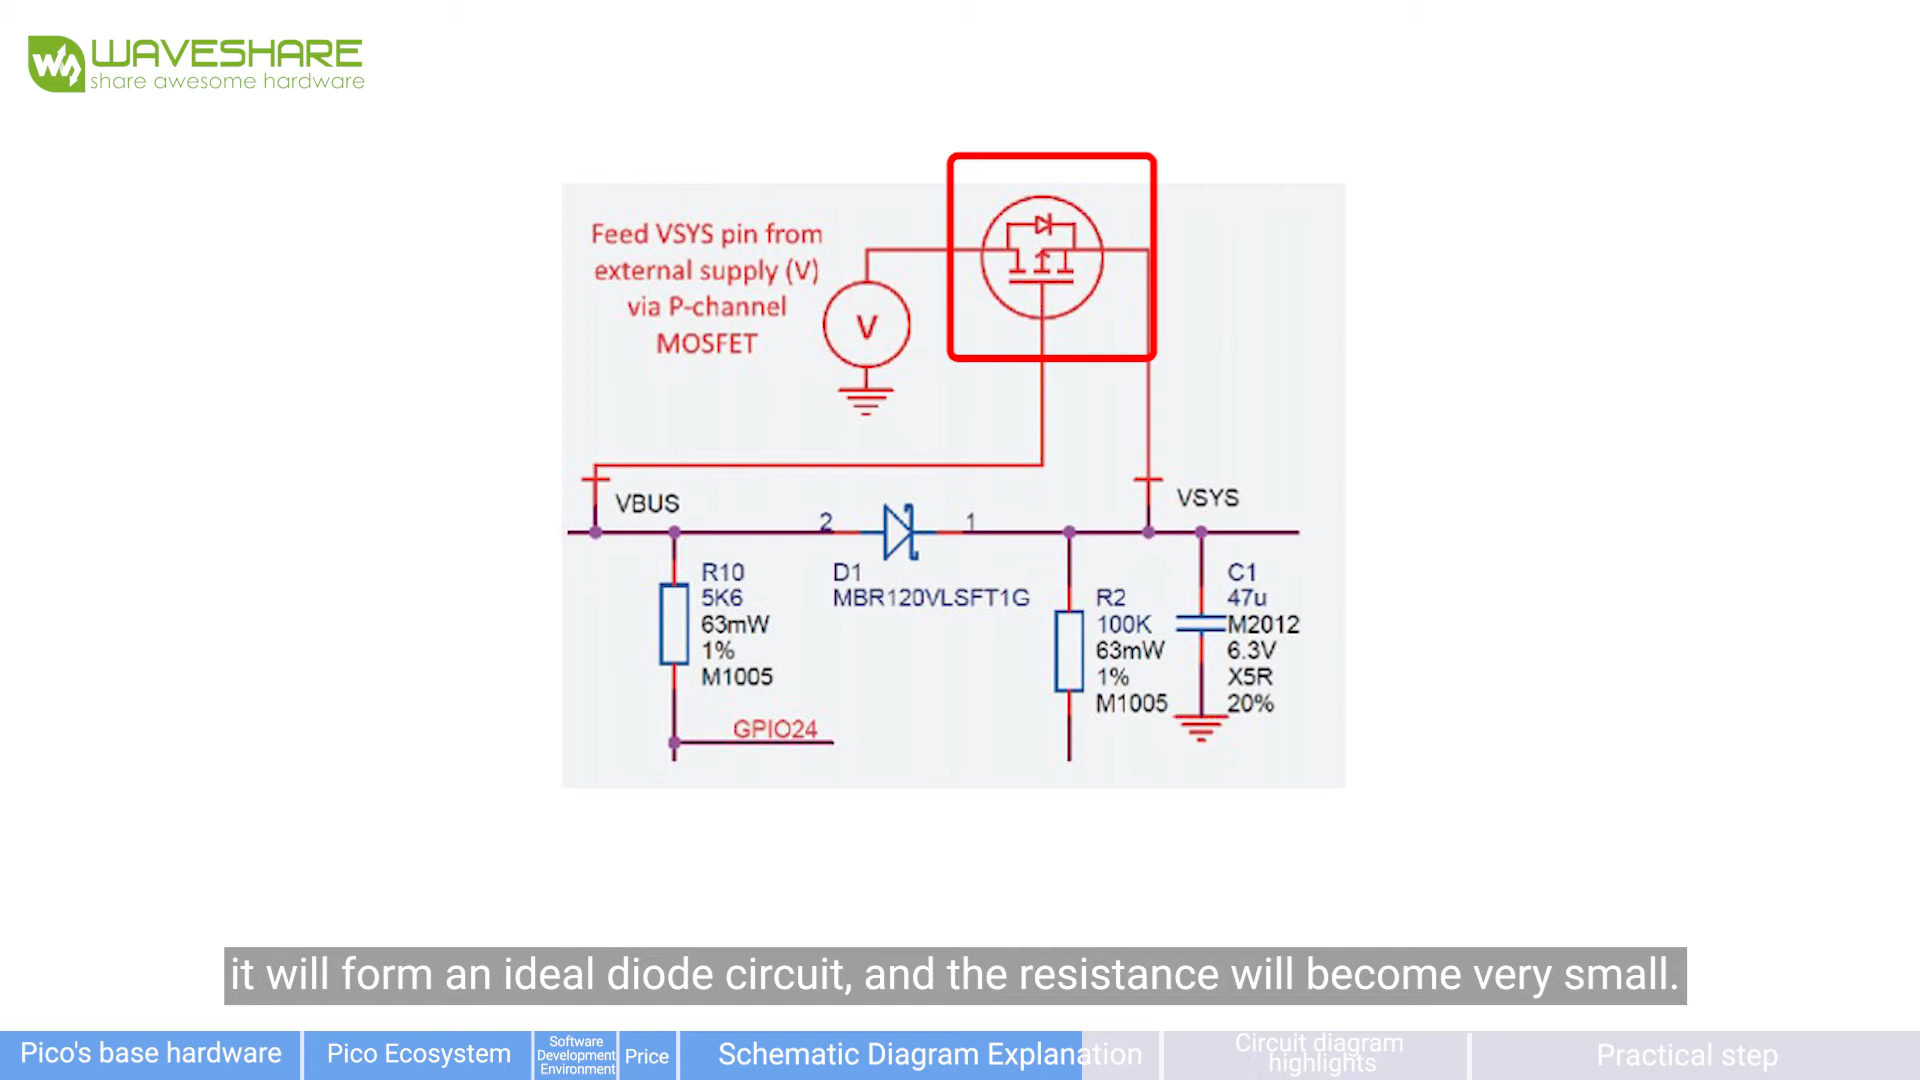 WAVESHARE
share awesome hardware
Feed VSYS pin from
external supply (V)
via P-channel
MOSFET
V
VBUS
VSYS
2
1
R10
5K6
63mW
1%
M1005
D1
MBR120VLSFT1G
R2
100K
63mW
1%
M1005
C1
47u
M2012
6.3V
X5R
20%
GPIO24
it will form an ideal diode circuit, and the resistance will become very small.
Pico's base hardware
Pico Ecosystem
Software
Development
Environment
Price
Schematic Diagram Explanation
Circuit diagram
highlights
Practical step